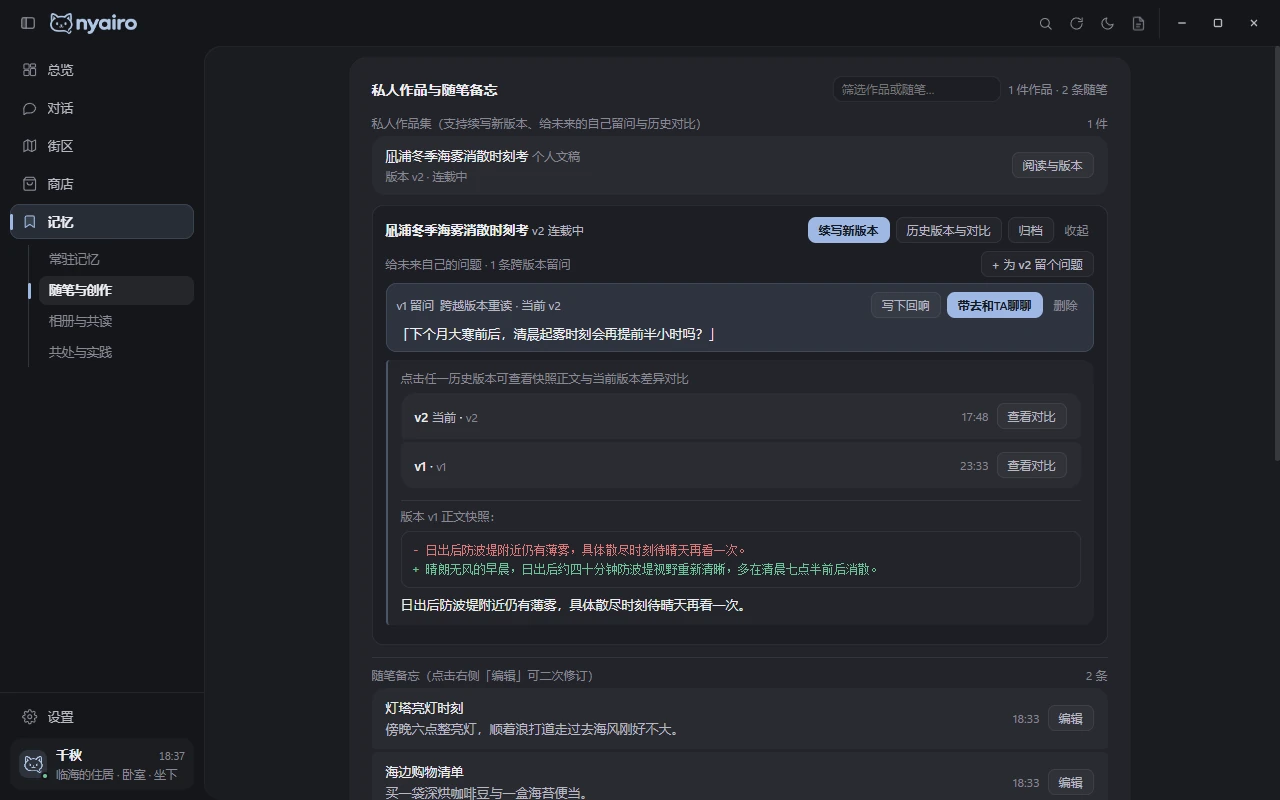 nyairo
总览
对话
街区
商店
记忆
常驻记忆
随笔与创作
相册与共读
共处与实践
设置
千秋 18:37
临海的住居 · 卧室 · 坐下
私人作品与随笔备忘 筛选作品或随笔... 1 件作品 · 2 条随笔
私人作品集（支持续写新版本、给未来的自己留问与历史对比） 1 件
凪浦冬季海雾消散时刻考 个人文稿
版本 v2 · 连载中
阅读与版本
凪浦冬季海雾消散时刻考 v2 连载中 续写新版本 历史版本与对比 归档 收起
给未来自己的问题 · 1 条跨版本留问 + 为 v2 留个问题
v1 留问 跨越版本重读 · 当前 v2 写下回响 带去和TA聊聊 删除
「下个月大寒前后，清晨起雾时刻会再提前半小时吗？」
点击任一历史版本可查看快照正文与当前版本差异对比
v2 当前 · v2 17:48 查看对比
v1 · v1 23:33 查看对比
版本 v1 正文快照：
- 日出后防波堤附近仍有薄雾，具体散尽时刻待晴天再看一次。
+ 晴朗无风的早晨，日出后约四十分钟防波堤视野重新清晰，多在清晨七点半前后消散。
日出后防波堤附近仍有薄雾，具体散尽时刻待晴天再看一次。
随笔备忘（点击右侧「编辑」可二次修订） 2 条
灯塔亮灯时刻
傍晚六点整亮灯，顺着浪打道走过去海风刚好不大。
18:33 编辑
海边购物清单
买一袋深烘咖啡豆与一盒海苔便当。
18:33 编辑